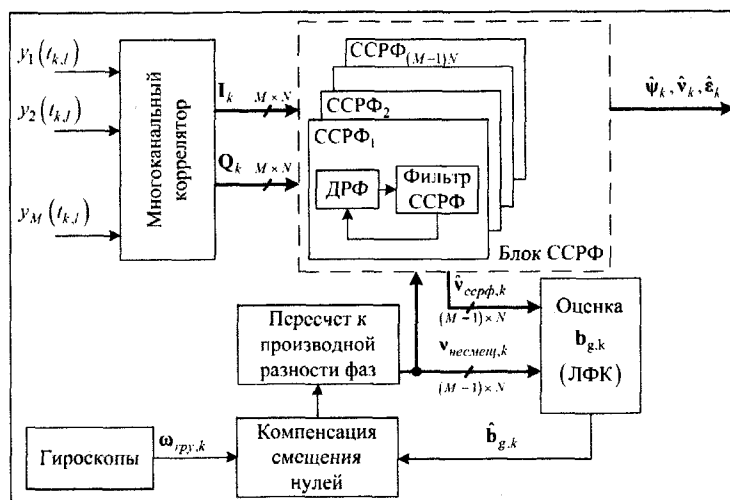 y₁(t_{k,l})
y₂(t_{k,l})
y_M(t_{k,l})
Многоканальный
коррелятор
I_k M × N
Q_k M × N
ССРФ_{(M−1)N}
ССРФ₂
ССРФ₁
ДРФ
Фильтр
ССРФ
Блок ССРФ
ψ̂_k, ν̂_k, ε̂_k
ν̂_{ссрф,k}
(M−1)×N
Пересчет к
производной
разности фаз
ν_{несмещ,k}
(M−1)×N
Оценка
b_{g,k}
(ЛФК)
Гироскопы
ω_{гру,k}
Компенсация
смещения
нулей
b̂_{g,k}